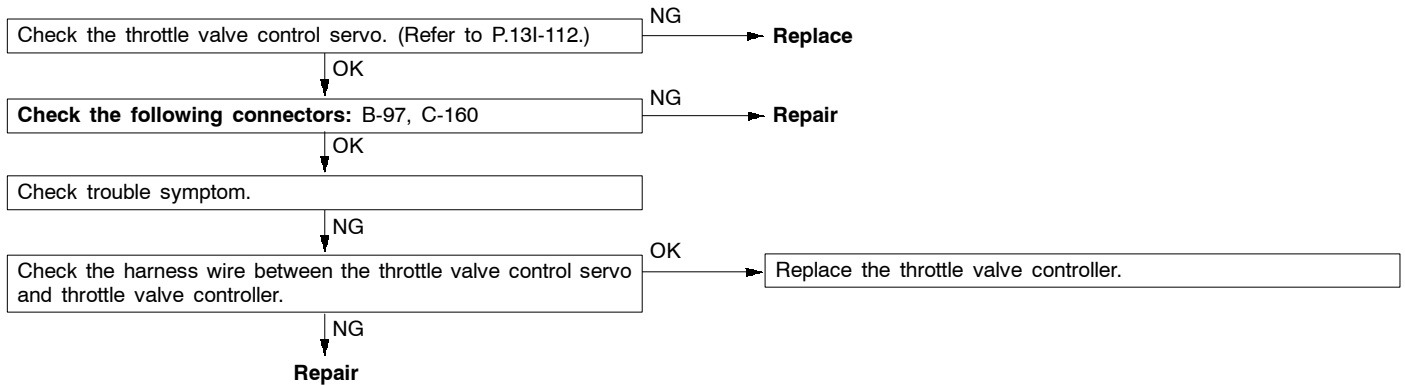 Check the throttle valve control servo. (Refer to P.13I-112.)
NG
Replace
OK
Check the following connectors: B-97, C-160
NG
Repair
OK
Check trouble symptom.
NG
Check the harness wire between the throttle valve control servo
and throttle valve controller.
OK
Replace the throttle valve controller.
NG
Repair